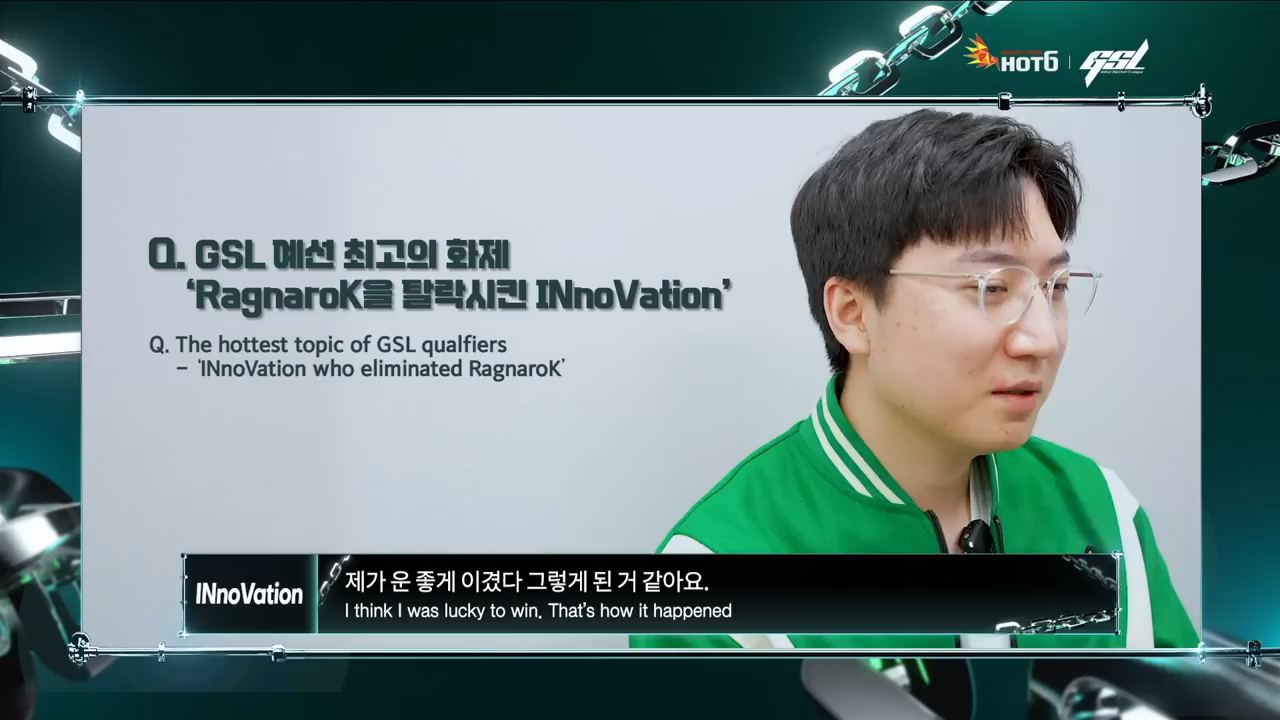 HOT6
GSL
Q. GSL 예선 최고의 화제
‘RagnaroK을 탈락시킨 INnoVation’
Q. The hottest topic of GSL qualfiers
– ‘INnoVation who eliminated RagnaroK’
INnoVation
제가 운 좋게 이겼다 그렇게 된 거 같아요.
I think I was lucky to win. That's how it happened